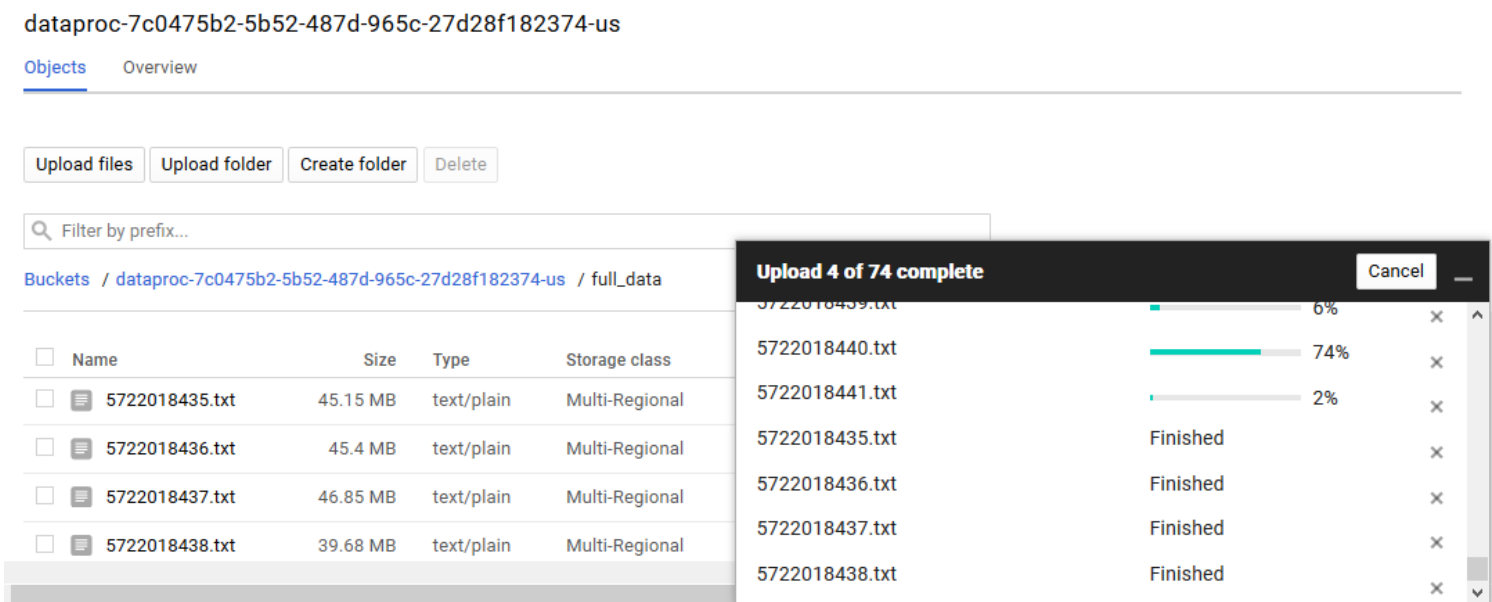 dataproc-7c0475b2-5b52-487d-965c-27d28f182374-us
Objects Overview
Upload files Upload folder Create folder Delete
Filter by prefix...
Buckets / dataproc-7c0475b2-5b52-487d-965c-27d28f182374-us / full_data
Name Size Type Storage class
5722018435.txt 45.15 MB text/plain Multi-Regional
5722018436.txt 45.4 MB text/plain Multi-Regional
5722018437.txt 46.85 MB text/plain Multi-Regional
5722018438.txt 39.68 MB text/plain Multi-Regional
Upload 4 of 74 complete Cancel
5722018439.txt 6%
5722018440.txt 74%
5722018441.txt 2%
5722018435.txt Finished
5722018436.txt Finished
5722018437.txt Finished
5722018438.txt Finished